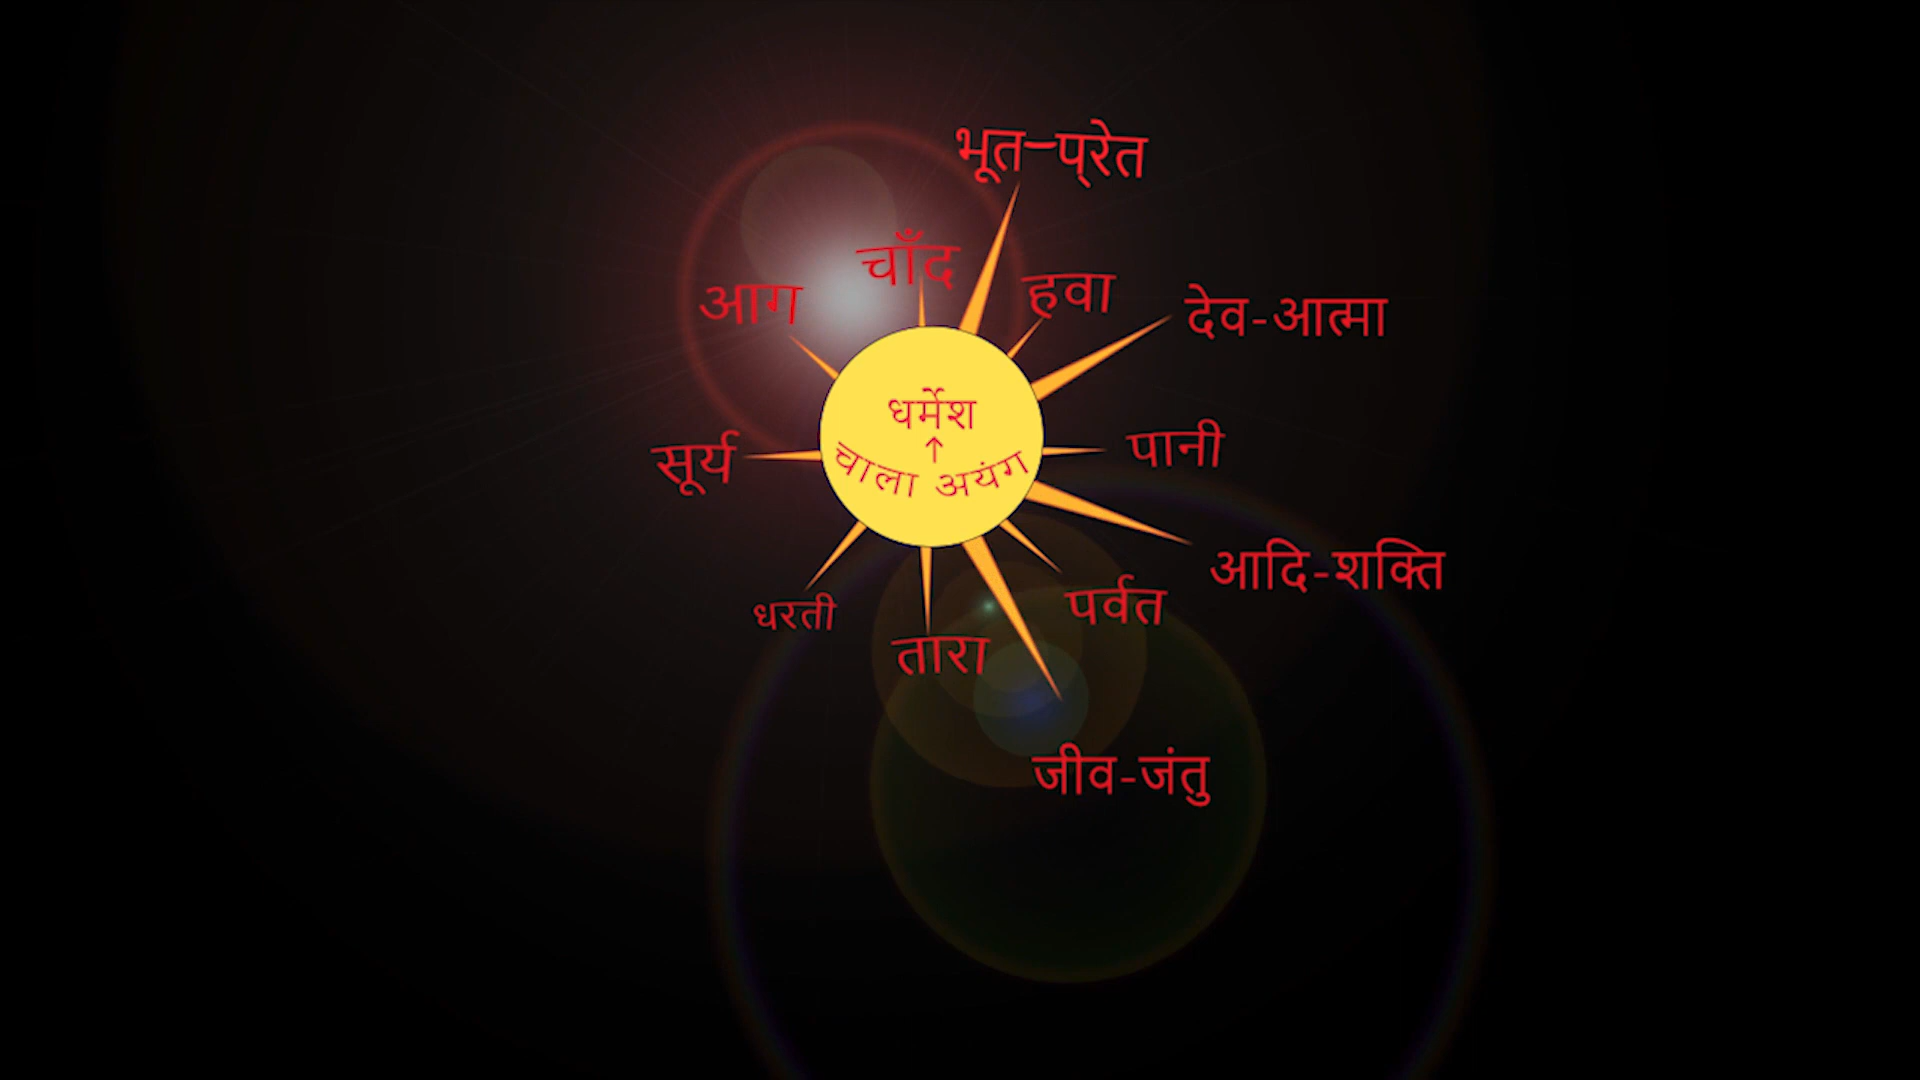 भूत-प्रेत
चाँद
हवा
आग
देव-आत्मा
धर्मेश
↑
चाला अयंग
सूर्य
पानी
आदि-शक्ति
धरती
पर्वत
तारा
जीव-जंतु